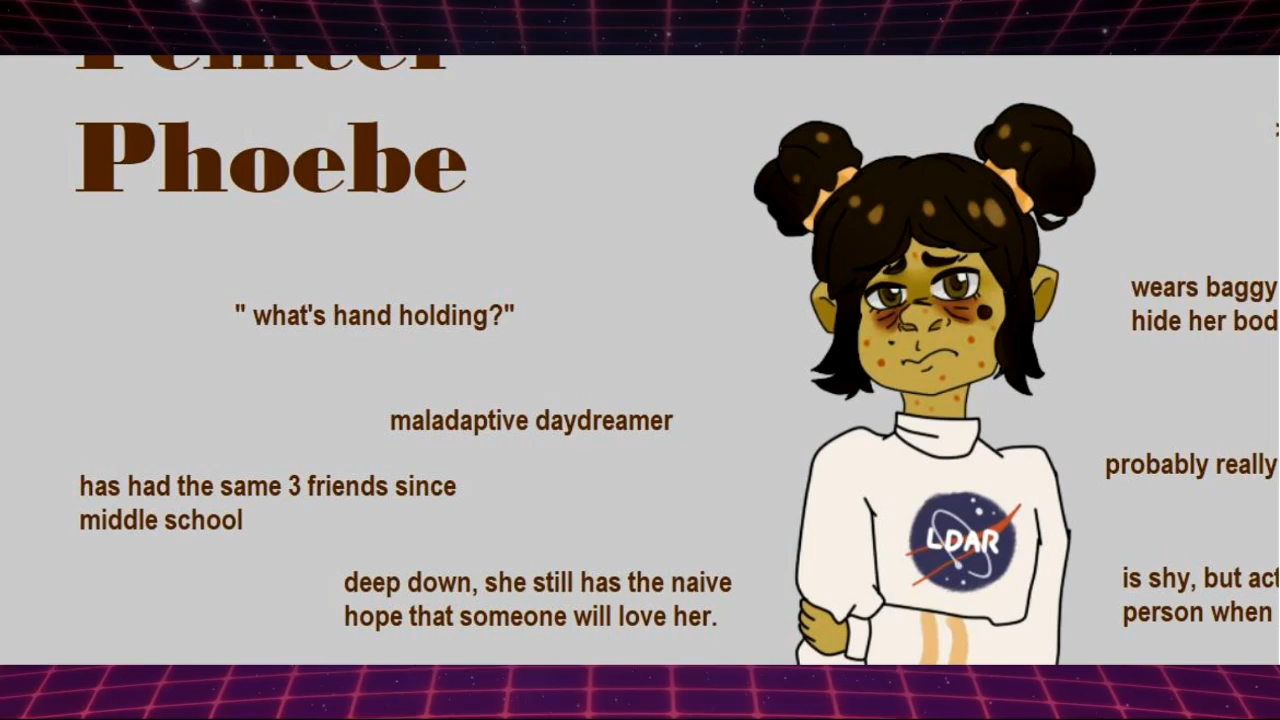 Phoebe
" what's hand holding?"
maladaptive daydreamer
has had the same 3 friends since
middle school
deep down, she still has the naive
hope that someone will love her.
LDAR
wears baggy
hide her bod
probably really
is shy, but act
person when